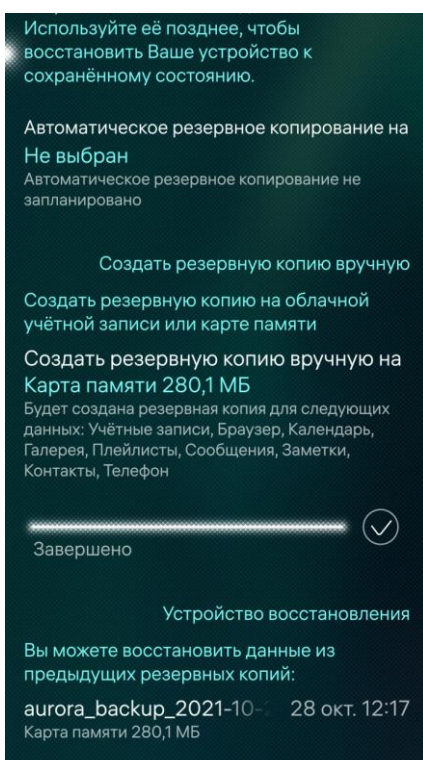 Используйте её позднее, чтобы
восстановить Ваше устройство к
сохранённому состоянию.
Автоматическое резервное копирование на
Не выбран
Автоматическое резервное копирование не
запланировано
Создать резервную копию вручную
Создать резервную копию на облачной
учётной записи или карте памяти
Создать резервную копию вручную на
Карта памяти 280,1 МБ
Будет создана резервная копия для следующих
данных: Учётные записи, Браузер, Календарь,
Галерея, Плейлисты, Сообщения, Заметки,
Контакты, Телефон
Завершено
Устройство восстановления
Вы можете восстановить данные из
предыдущих резервных копий:
aurora_backup_2021-10- 28 окт. 12:17
Карта памяти 280,1 МБ